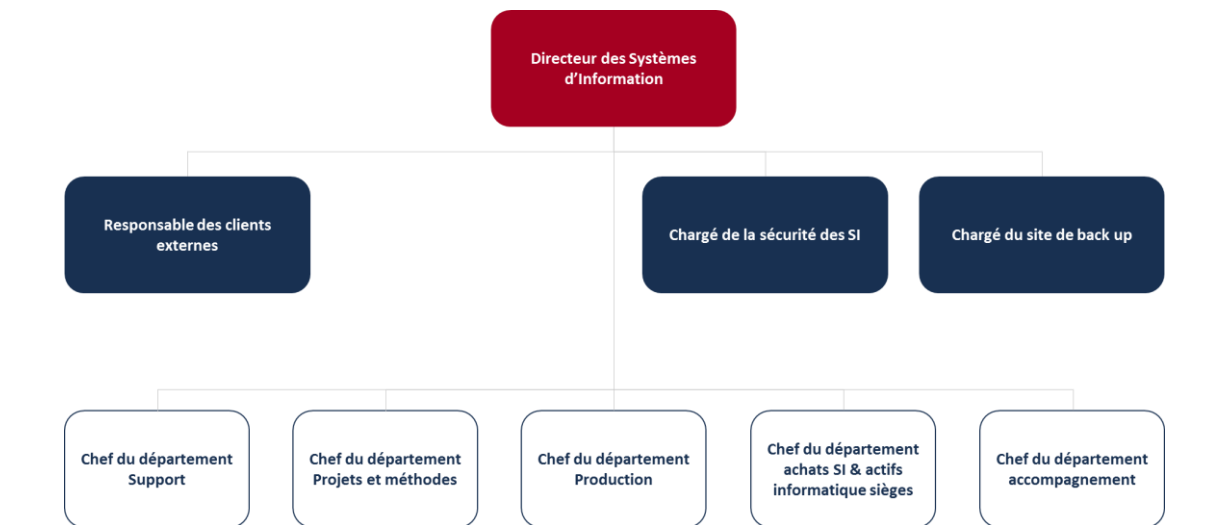 Directeur des Systèmes
d’Information
Responsable des clients
externes
Chargé de la sécurité des SI
Chargé du site de back up
Chef du département
Support
Chef du département
Projets et méthodes
Chef du département
Production
Chef du département
achats SI & actifs
informatique sièges
Chef du département
accompagnement